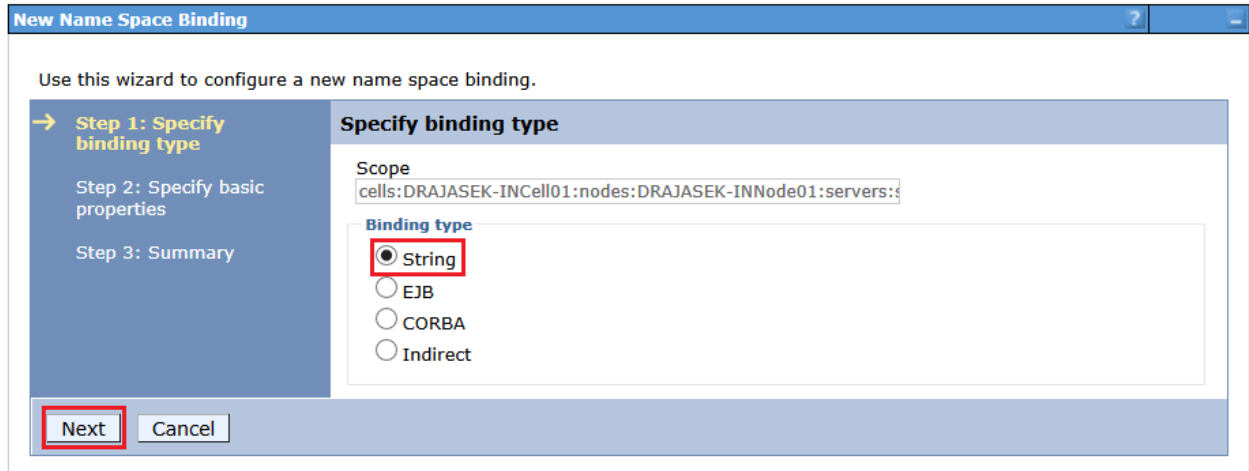 New Name Space Binding
?
Use this wizard to configure a new name space binding.
Step 1: Specify
binding type
Step 2: Specify basic
properties
Step 3: Summary
Specify binding type
Scope
cells:DRAJASEK-INCell01:nodes:DRAJASEK-INNode01:servers:
Binding type
String
EJB
CORBA
Indirect
Next
Cancel